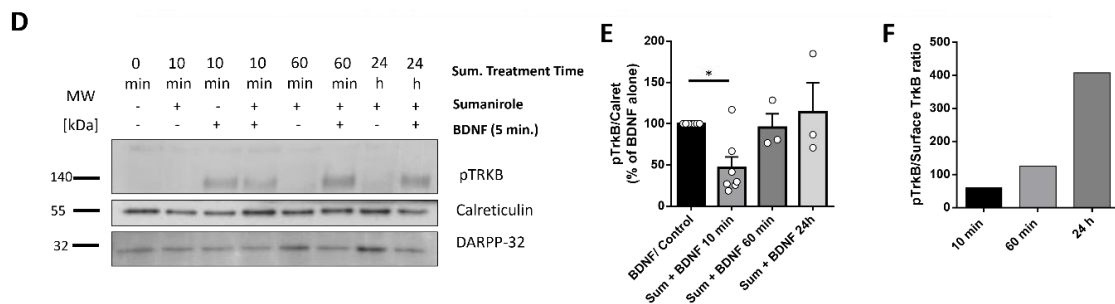 D
0 10 10 10 60 60 24 24
min min min min min min h h
Sum. Treatment Time
MW
[kDa]
- + - + + + - +
Sumanirole
- - + + - + - +
BDNF (5 min.)
140
pTRKB
55
Calreticulin
32
DARPP-32
E
pTrkB/Calret
(% of BDNF alone)
200
150
100
50
0
*
BDNF/ Control
Sum + BDNF 10 min
Sum + BDNF 60 min
Sum + BDNF 24h
F
pTrkB/Surface TrkB ratio
500
400
300
200
100
0
10 min
60 min
24 h